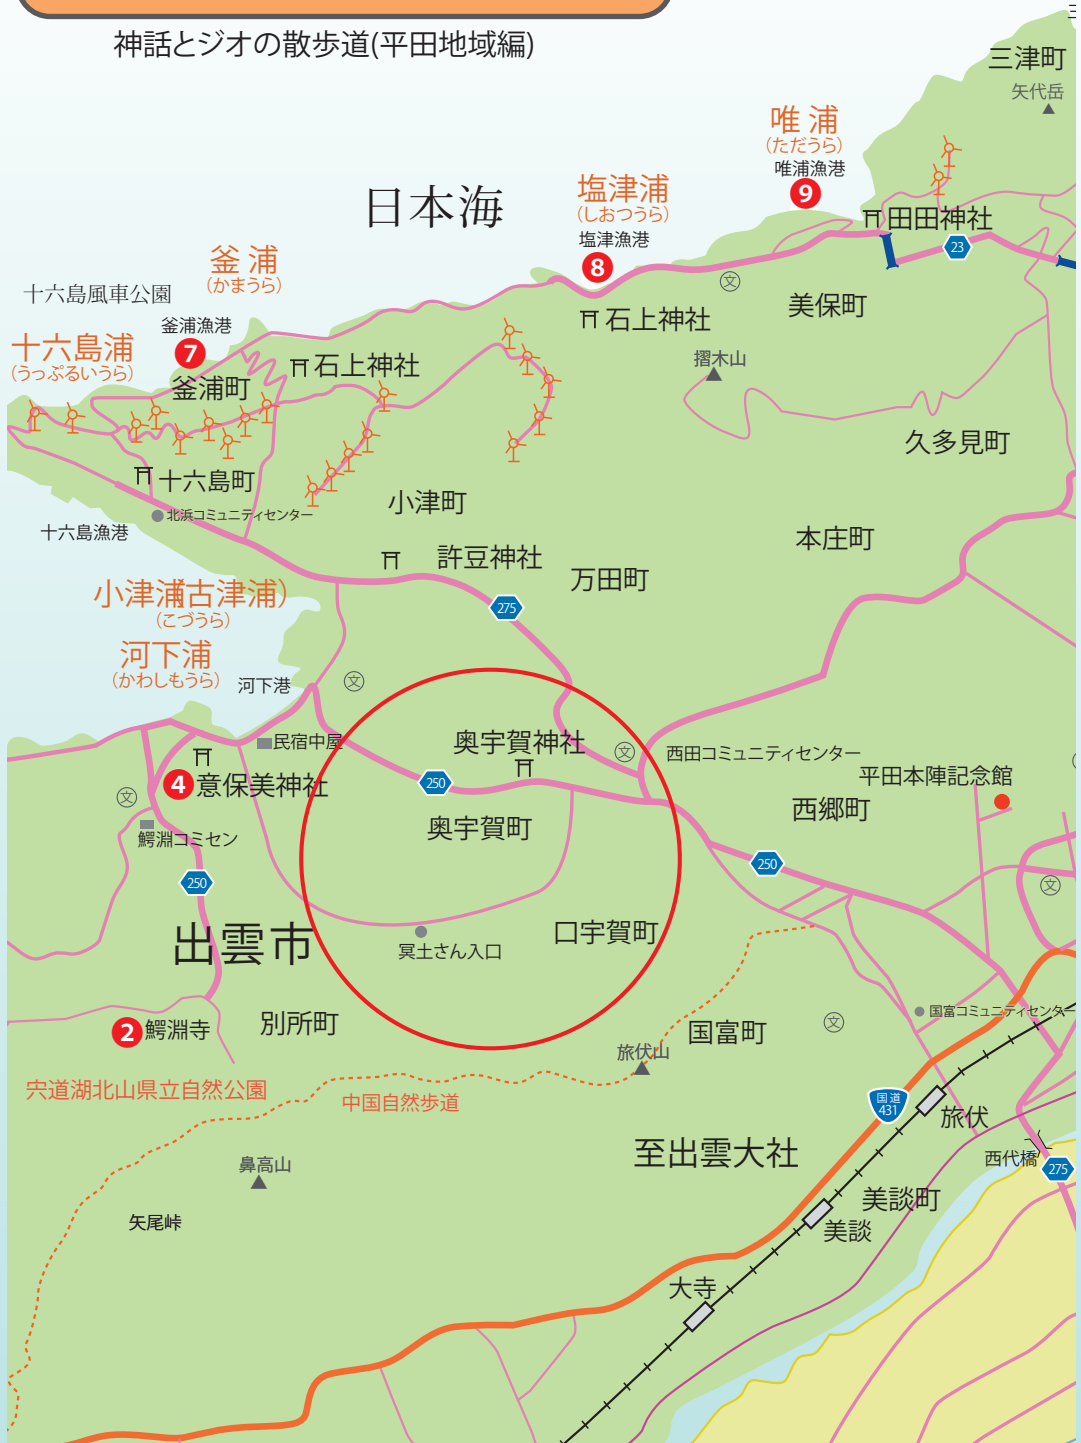 神話とジオの散歩道(平田地域編)
三津町
矢代岳
唯 浦
(ただうら)
唯浦漁港
9
日本海
塩津浦
(しおつうら)
塩津漁港
8
田田神社
23
釜 浦
(かまうら)
十六島風車公園
釜浦漁港
7
十六島浦
(うっぷるいうら)
釜浦町
石上神社
石上神社
文
美保町
摺木山
久多見町
十六島町
北浜コミュニティセンター
十六島漁港
小津町
許豆神社
万田町
本庄町
275
小津浦(古津浦)
(こづうら)
河下浦
(かわしもうら)
河下港
文
民宿中屋
奥宇賀神社
文
西田コミュニティセンター
平田本陣記念館
4
意保美神社
250
文
奥宇賀町
西郷町
鰐淵コミセン
250
250
文
出雲市
冥土さん入口
口宇賀町
2
鰐淵寺
別所町
国富町
文
国富コミュニティセンター
旅伏山
宍道湖北山県立自然公園
中国自然歩道
国道
431
旅伏
至出雲大社
西代橋
275
鼻高山
矢尾峠
美談町
美談
大寺